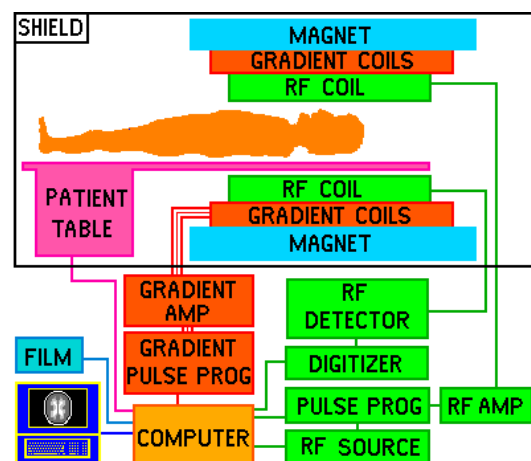 SHIELD
MAGNET
GRADIENT COILS
RF COIL
RF COIL
GRADIENT COILS
MAGNET
PATIENT
TABLE
GRADIENT
AMP
RF
DETECTOR
GRADIENT
PULSE PROG
FILM
DIGITIZER
PULSE PROG
RF AMP
COMPUTER
RF SOURCE